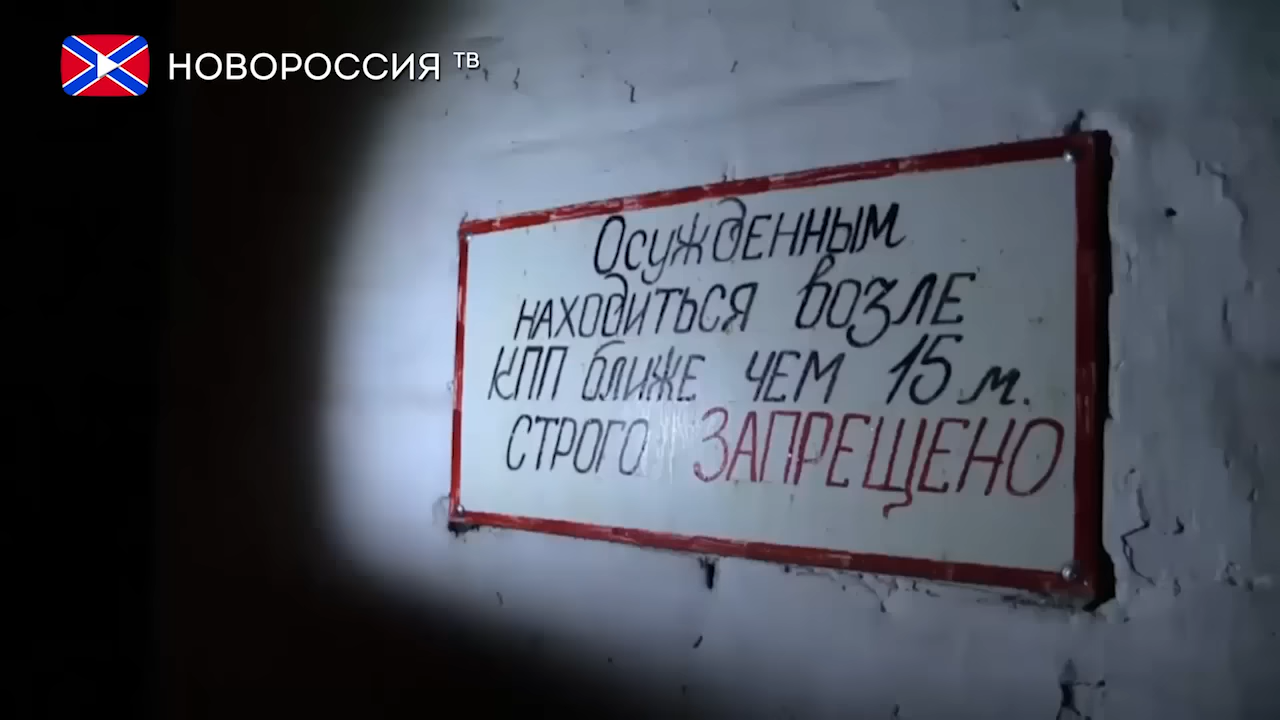 НОВОРОССИЯ ТВ
Осужденным
находиться возле
КПП ближе чем 15 м.
строго ЗАПРЕЩЕНО